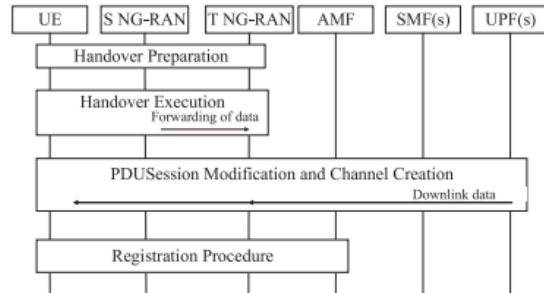 UE S NG-RAN T NG-RAN AMF SMF(s) UPF(s)
Handover Preparation
Handover Execution
Forwarding of data
PDUSession Modification and Channel Creation
Downlink data
Registration Procedure